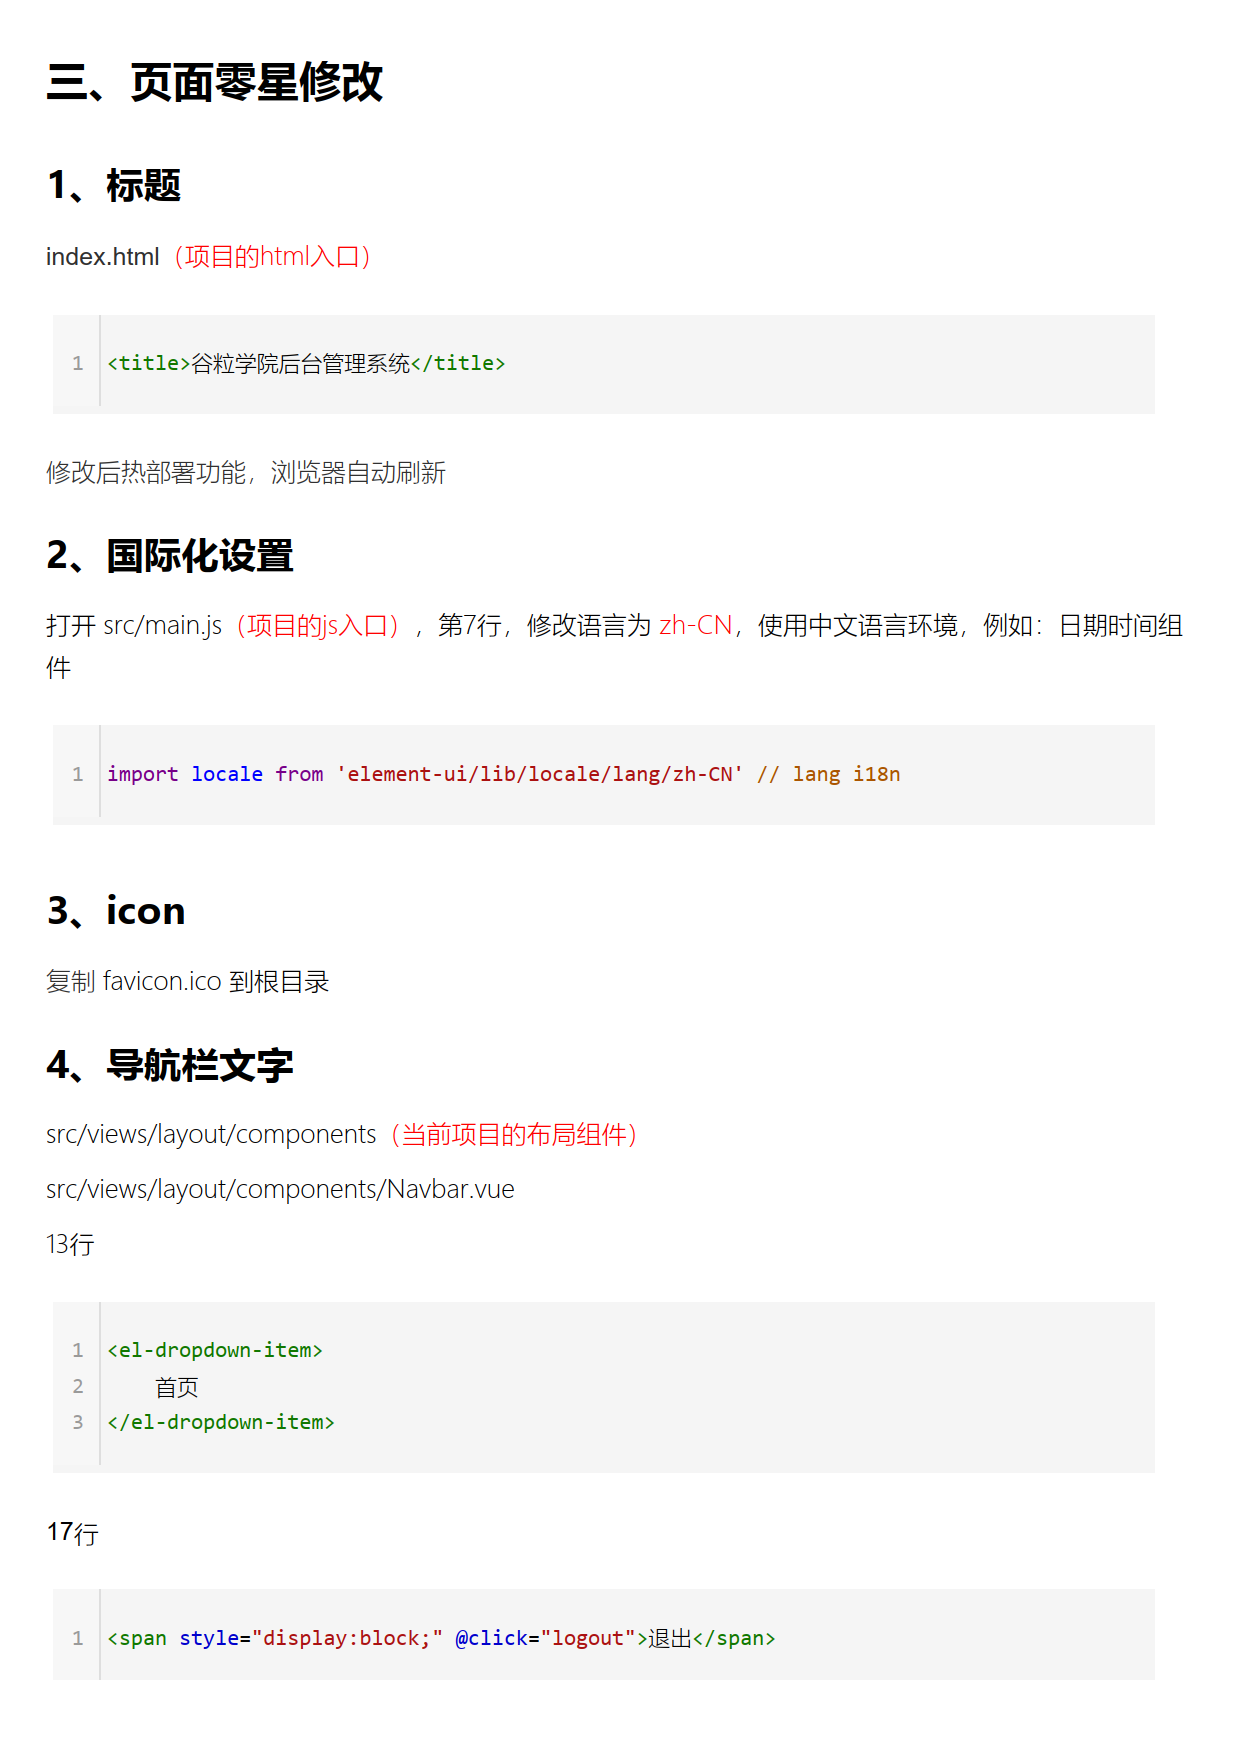 三、页面零星修改
1、标题
index.html（项目的html入口）
1 <title>谷粒学院后台管理系统</title>
修改后热部署功能，浏览器自动刷新
2、国际化设置
打开 src/main.js（项目的js入口），第7行，修改语言为 zh-CN，使用中文语言环境，例如：日期时间组
件
1 import locale from 'element-ui/lib/locale/lang/zh-CN' // lang i18n
3、icon
复制 favicon.ico 到根目录
4、导航栏文字
src/views/layout/components（当前项目的布局组件）
src/views/layout/components/Navbar.vue
13行
1 <el-dropdown-item>
2     首页
3 </el-dropdown-item>
17行
1 <span style="display:block;" @click="logout">退出</span>